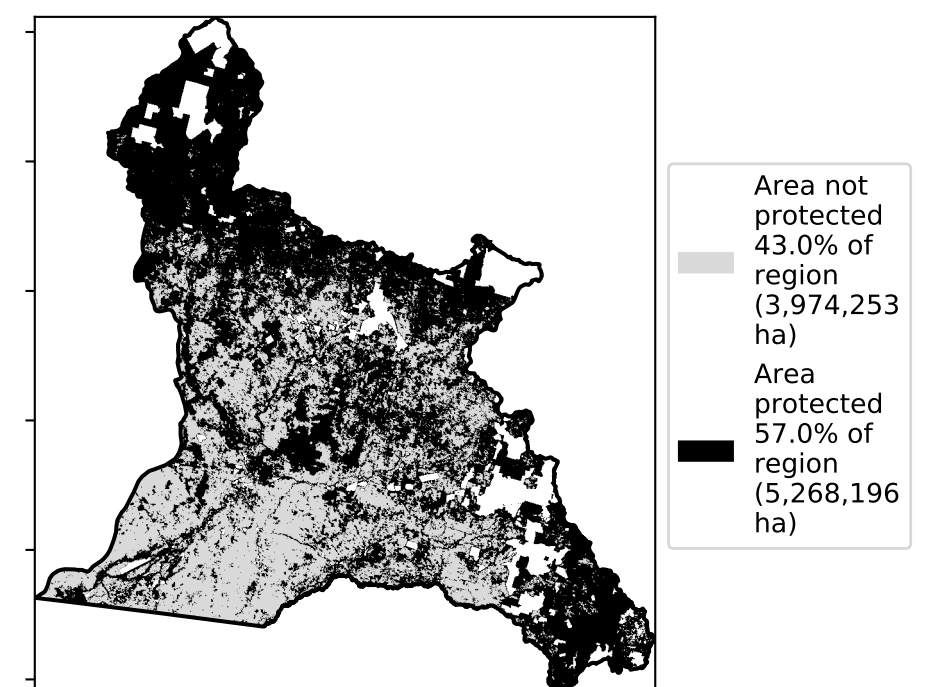 Area not
protected
43.0% of
region
(3,974,253
ha)
Area
protected
57.0% of
region
(5,268,196
ha)